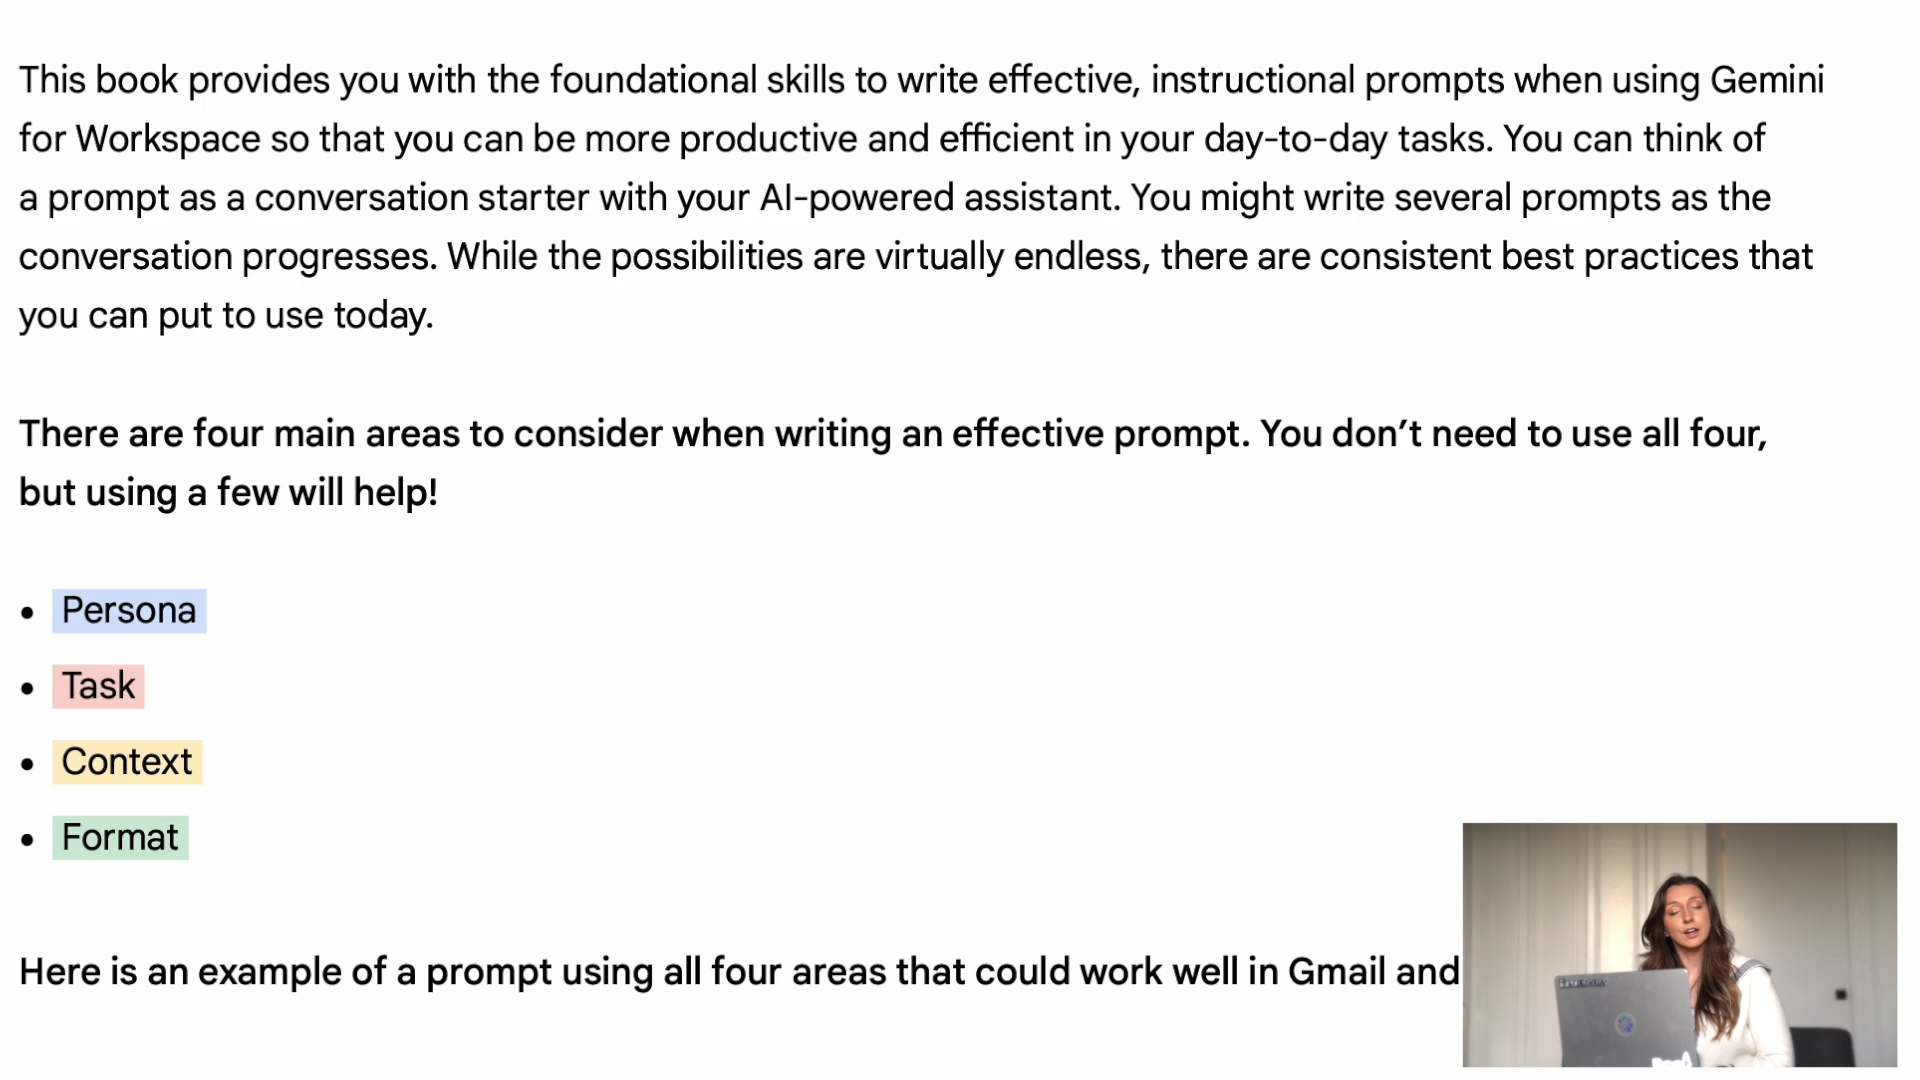 This book provides you with the foundational skills to write effective, instructional prompts when using Gemini
for Workspace so that you can be more productive and efficient in your day-to-day tasks. You can think of
a prompt as a conversation starter with your AI-powered assistant. You might write several prompts as the
conversation progresses. While the possibilities are virtually endless, there are consistent best practices that
you can put to use today.
There are four main areas to consider when writing an effective prompt. You don’t need to use all four,
but using a few will help!
• Persona
• Task
• Context
• Format
Here is an example of a prompt using all four areas that could work well in Gmail and